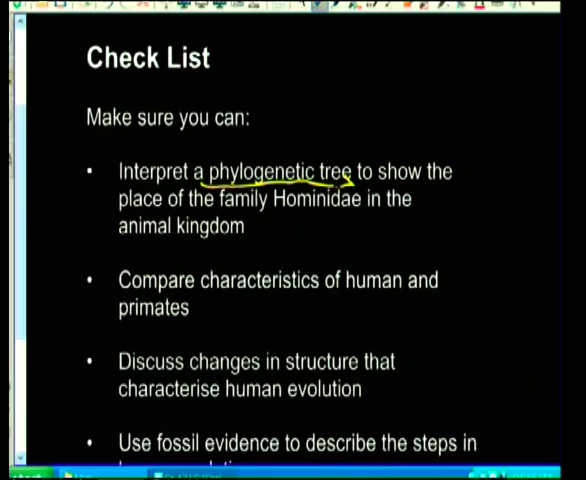 Check List
Make sure you can:
• Interpret a phylogenetic tree to show the
place of the family Hominidae in the
animal kingdom
• Compare characteristics of human and
primates
• Discuss changes in structure that
characterise human evolution
• Use fossil evidence to describe the steps in